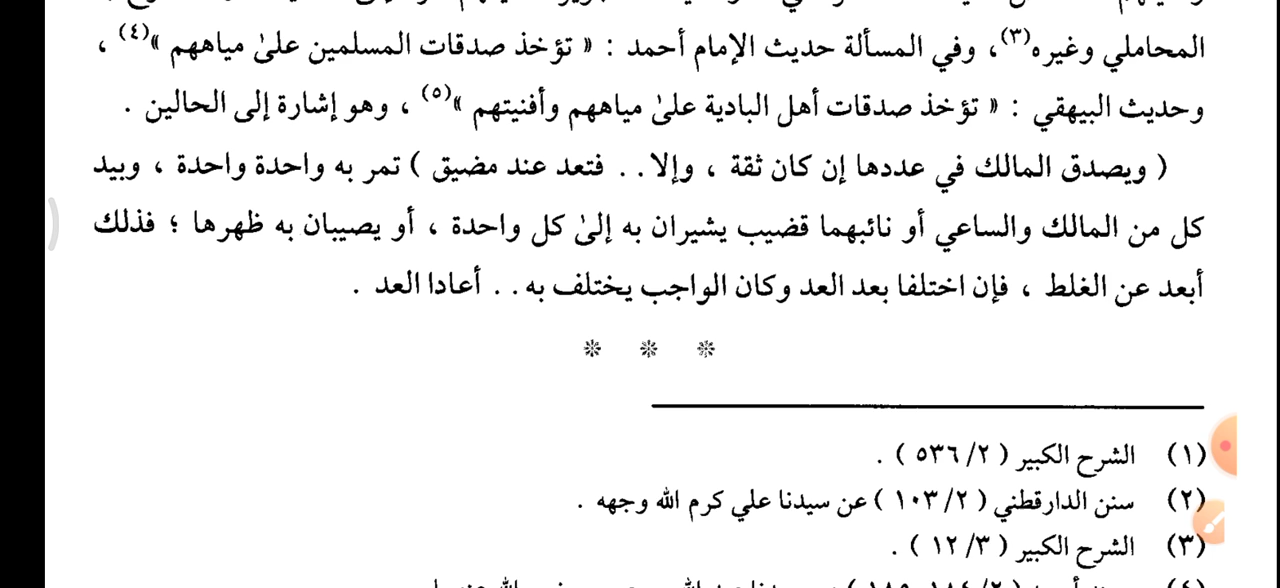 المحاملي وغيره(٣)، وفي المسألة حديث الإمام أحمد : « تؤخذ صدقات المسلمين علىٰ مياههم »(٤) ،
وحديث البيهقي : « تؤخذ صدقات أهل البادية علىٰ مياههم وأفنيتهم »(٥) ، وهو إشارة إلى الحالين .
( ويصدق المالك في عددها إن كان ثقة ، وإلا . . فتعد عند مضيق ) تمر به واحدة واحدة ، وبيد
كل من المالك والساعي أو نائبهما قضيب يشيران به إلىٰ كل واحدة ، أو يصيبان به ظهرها ؛ فذلك
أبعد عن الغلط ، فإن اختلفا بعد العد وكان الواجب يختلف به . . أعادا العد .
(١) الشرح الكبير ( ٥٣٦/٢ ) .
(٢) سنن الدارقطني ( ١٠٣/٢ ) عن سيدنا علي كرم الله وجهه .
(٣) الشرح الكبير ( ١٢/٣ ) .